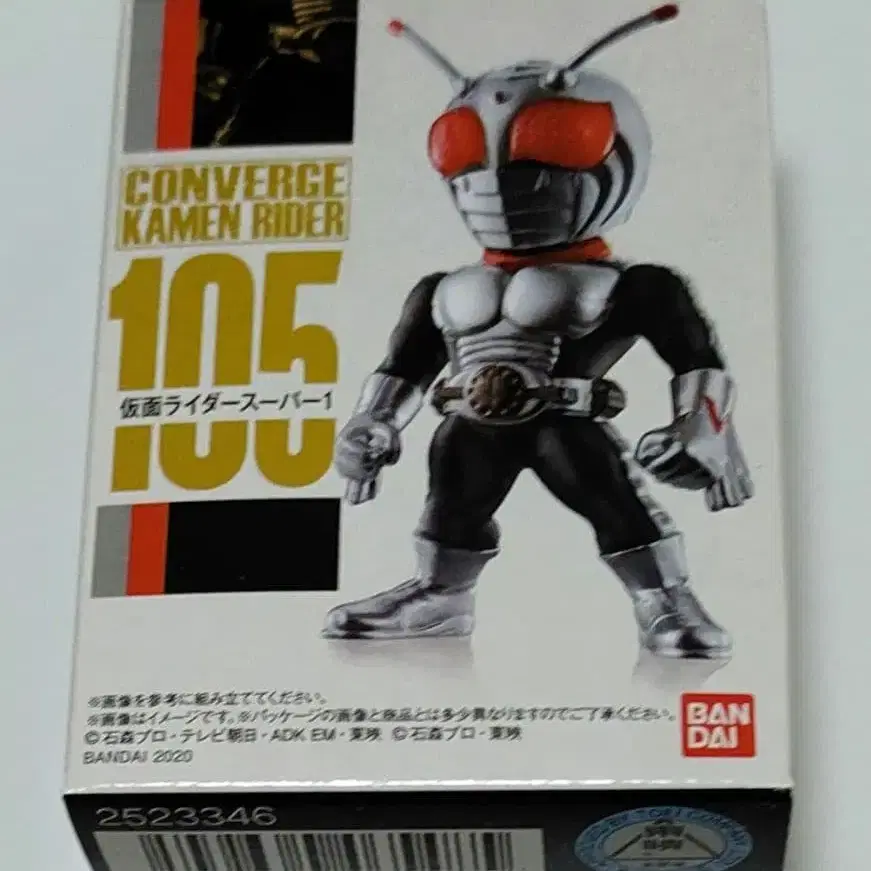 CONVERGE
KAMEN RIDER
105
仮面ライダースーパー1
※画像を参考に組み立ててください。
※画像はイメージです。※パッケージの画像と商品とは多少異なりますのでご了承ください。
©石森プロ・テレビ朝日・ADK EM・東映 ©石森プロ・東映
BANDAI 2020
BAN
DAI
2523346